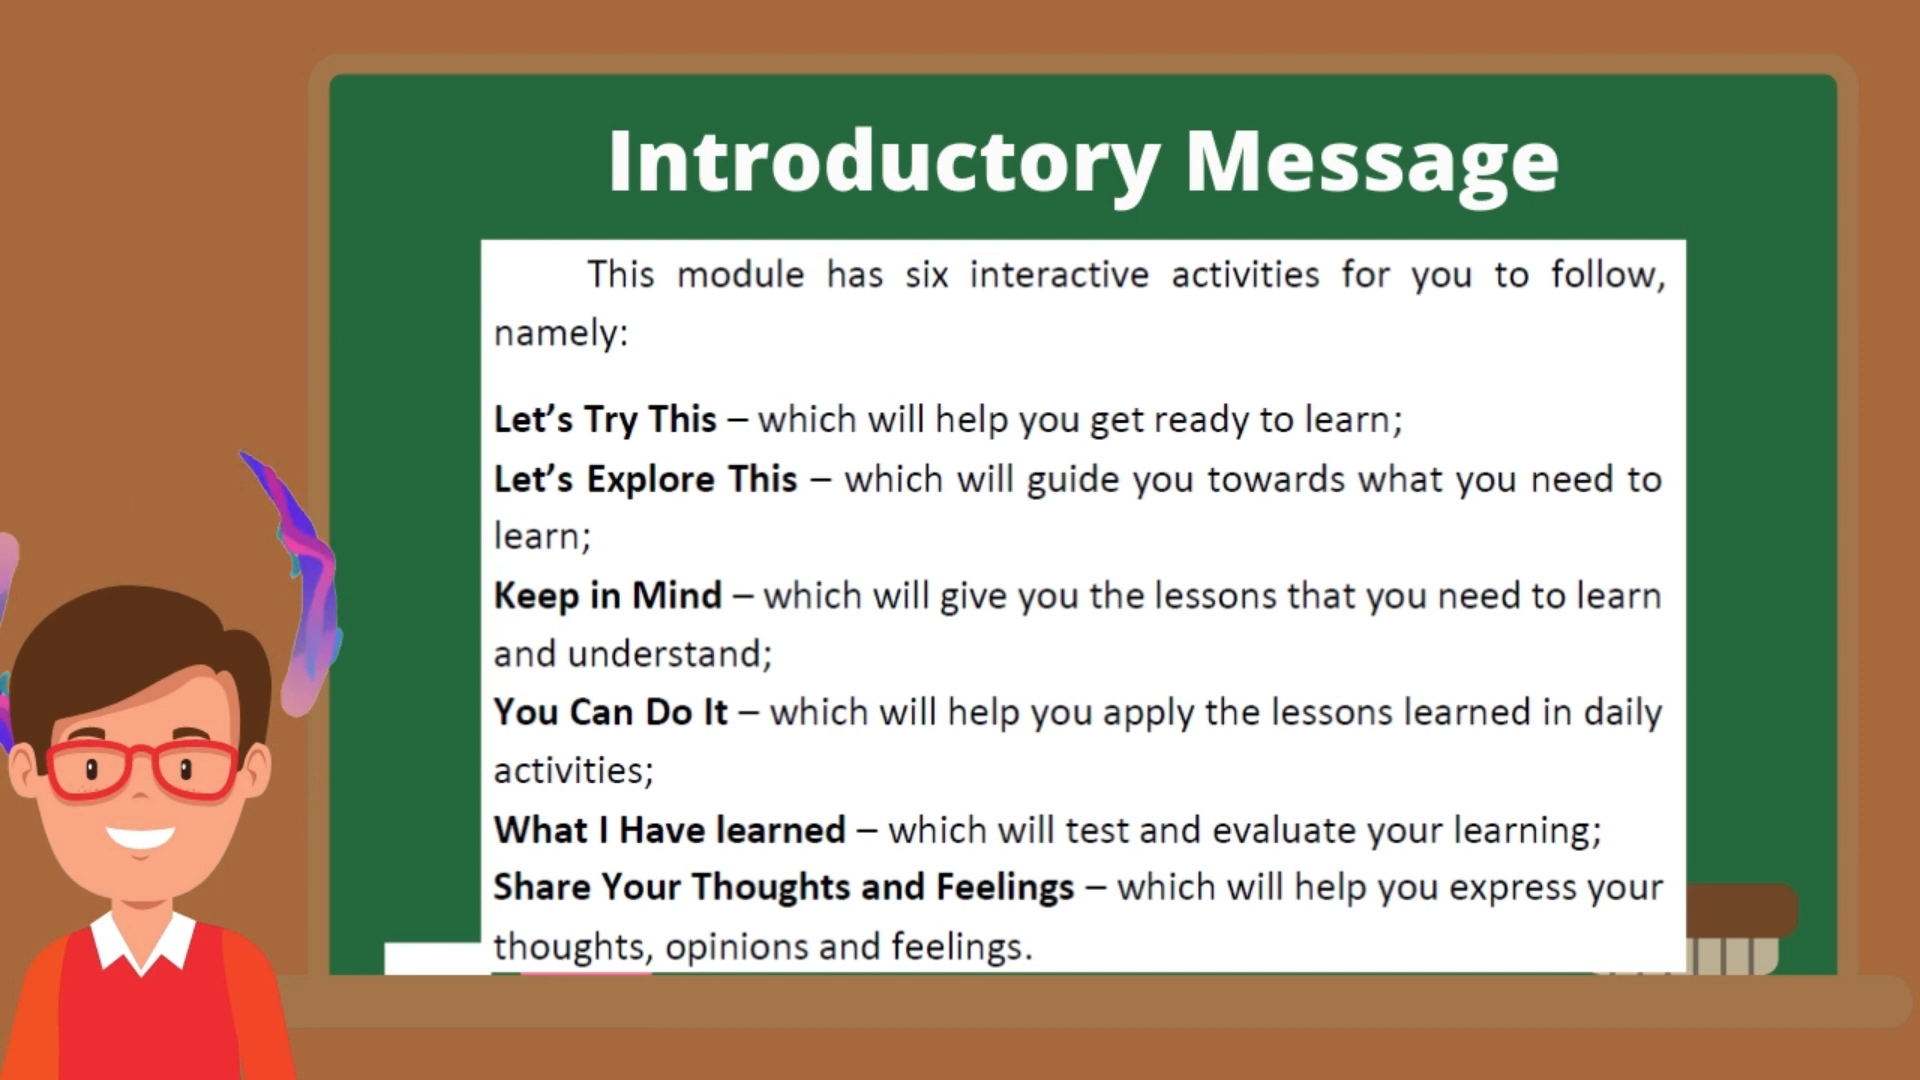 Introductory Message
This module has six interactive activities for you to follow,
namely:
Let’s Try This – which will help you get ready to learn;
Let’s Explore This – which will guide you towards what you need to
learn;
Keep in Mind – which will give you the lessons that you need to learn
and understand;
You Can Do It – which will help you apply the lessons learned in daily
activities;
What I Have learned – which will test and evaluate your learning;
Share Your Thoughts and Feelings – which will help you express your
thoughts, opinions and feelings.